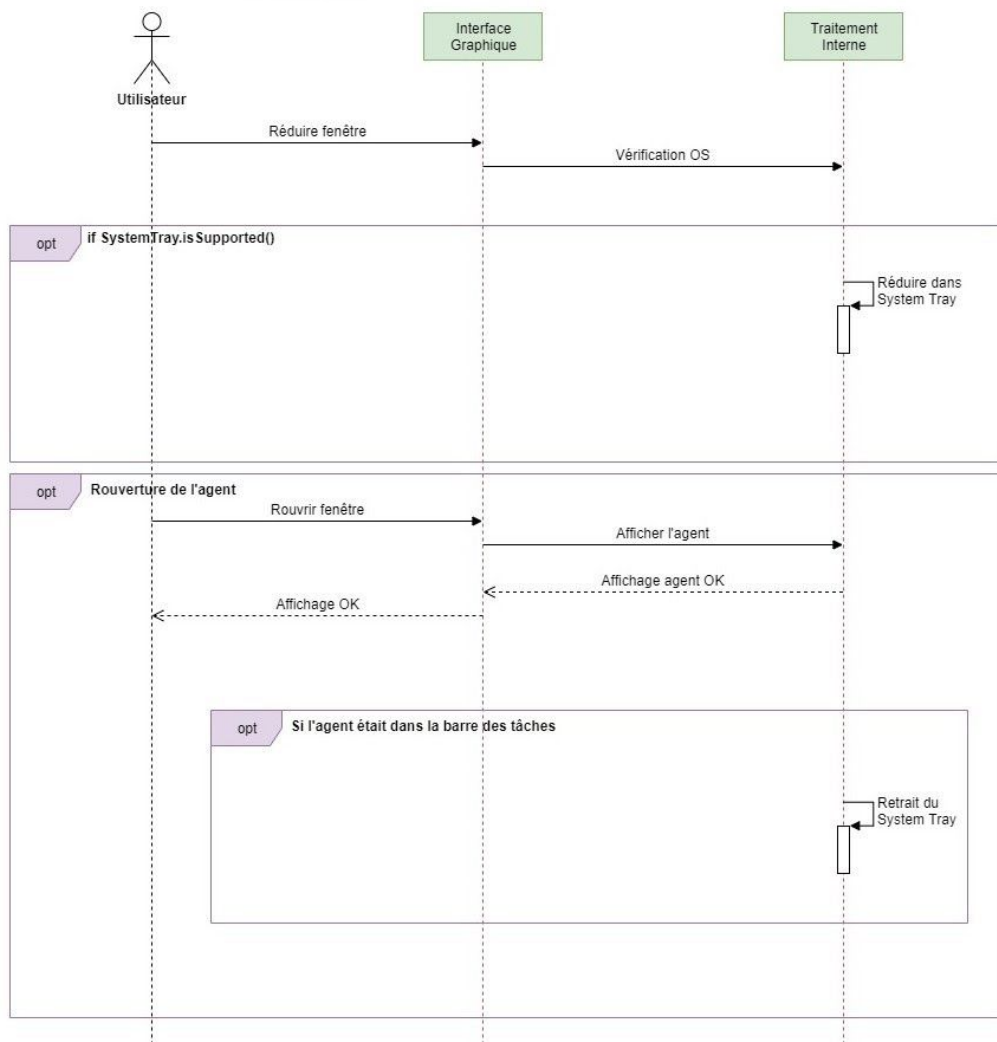 Interface
Graphique
Traitement
Interne
Utilisateur
Réduire fenêtre
Vérification OS
opt
if SystemTray.isSupported()
Réduire dans
System Tray
opt
Rouverture de l'agent
Rouvrir fenêtre
Afficher l'agent
Affichage agent OK
Affichage OK
opt
Si l'agent était dans la barre des tâches
Retrait du
System Tray